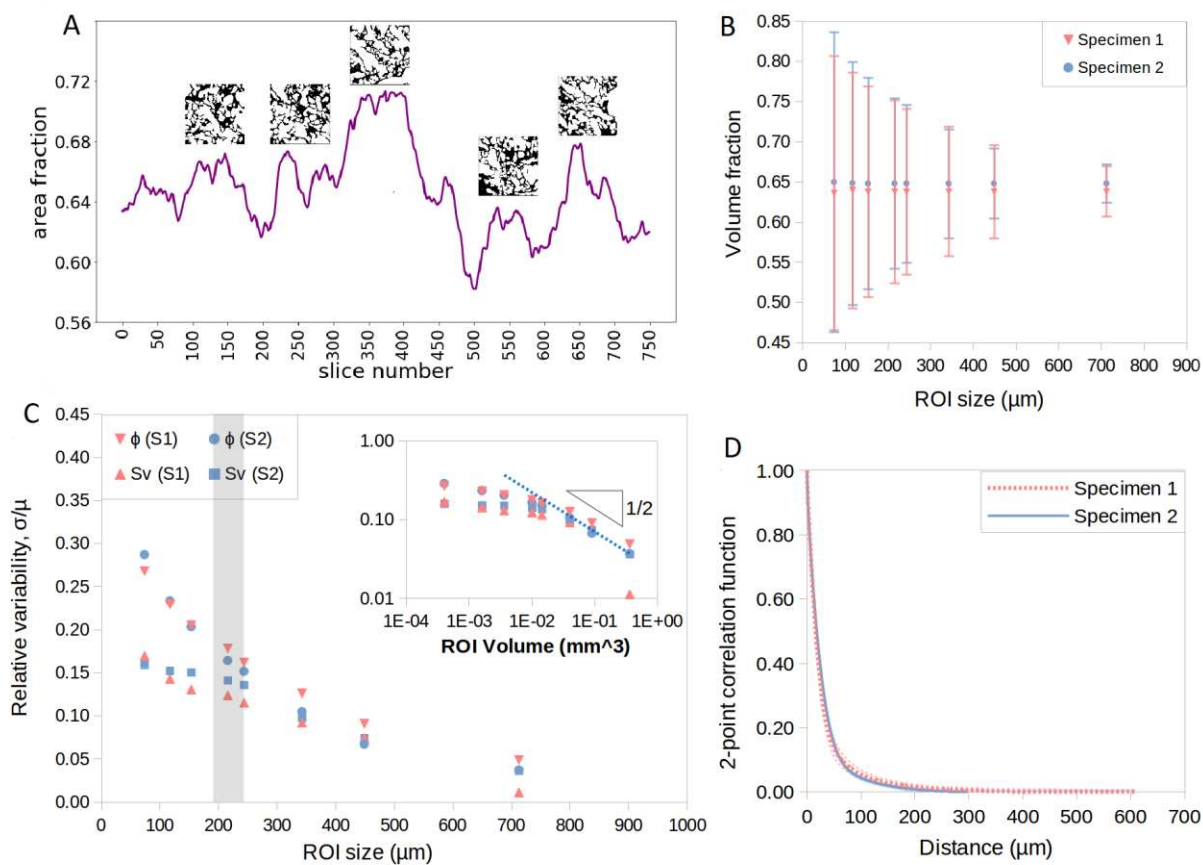 A
area fraction
0.72
0.68
0.64
0.60
0.56
0 50 100 150 200 250 300 350 400 450 500 550 600 650 700 750
slice number
B
Volume fraction
0.85
0.80
0.75
0.70
0.65
0.60
0.55
0.50
0.45
Specimen 1
Specimen 2
0 100 200 300 400 500 600 700 800 900
ROI size (µm)
C
Relative variability, σ/µ
0.45
0.40
0.35
0.30
0.25
0.20
0.15
0.10
0.05
0.00
ϕ (S1) ϕ (S2)
Sv (S1) Sv (S2)
1.00
0.10
0.01
1/2
1E-04 1E-03 1E-02 1E-01 1E+00
ROI Volume (mm^3)
0 100 200 300 400 500 600 700 800 900 1000
ROI size (µm)
D
2-point correlation function
1.00
0.80
0.60
0.40
0.20
0.00
Specimen 1
Specimen 2
0 100 200 300 400 500 600 700
Distance (µm)